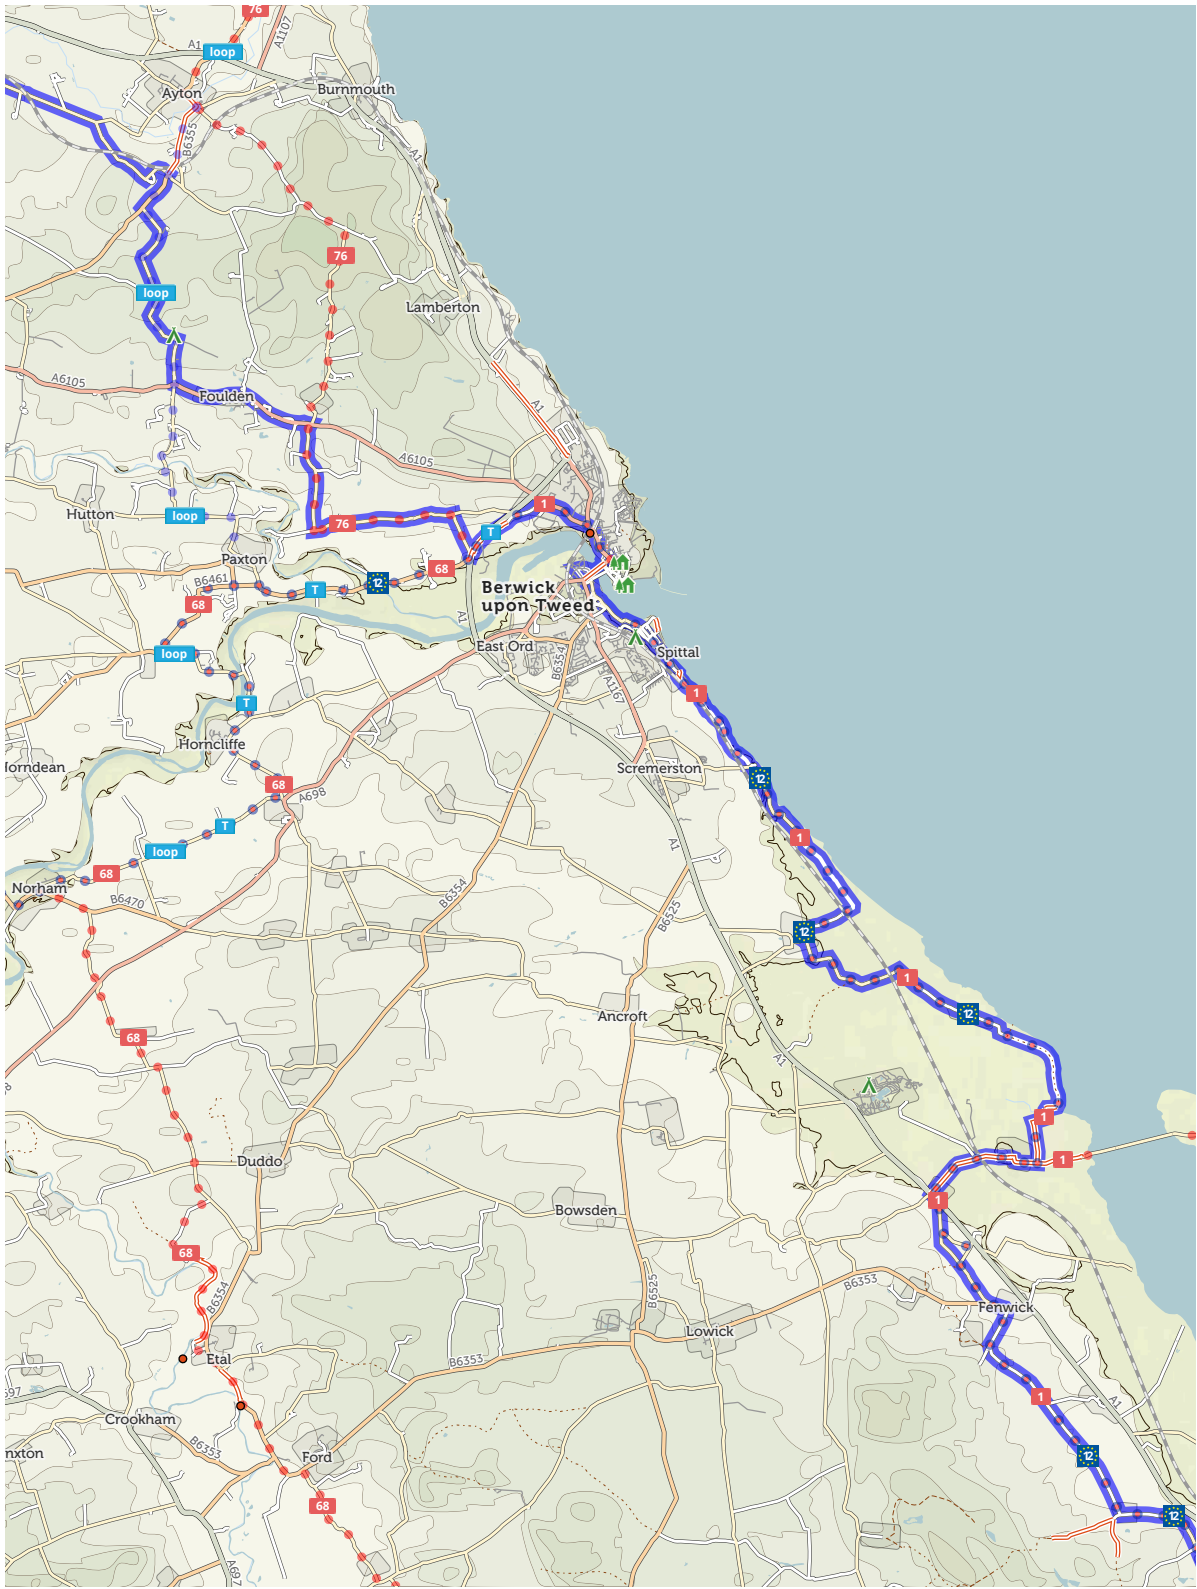 76
A1107
A1
loop
Burnmouth
Ayton
B6355
A1
76
loop
Lamberton
A6105
Foulden
A1
A6105
1
Hutton
loop
76
T
Paxton
68
12
B6461
T
68
Berwick
upon Tweed
East Ord
B6354
Spittal
loop
A1
A1167
1
T
Horncliffe
Scremerston
12
68
A698
T
1
loop
A1
68
Norham
B6470
B6354
B6525
12
1
12
Ancroft
68
A1
1
1
Duddo
1
Bowsden
68
B6354
B6525
B6353
Fenwick
Lowick
Etal
B6353
1
A1
Crookham
B6353
Ford
12
68
12
A697